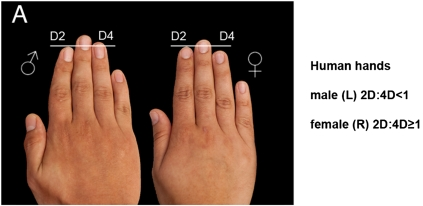 A
D2 D4 D2 D4
♂ ♀
Human hands
male (L) 2D:4D<1
female (R) 2D:4D≥1